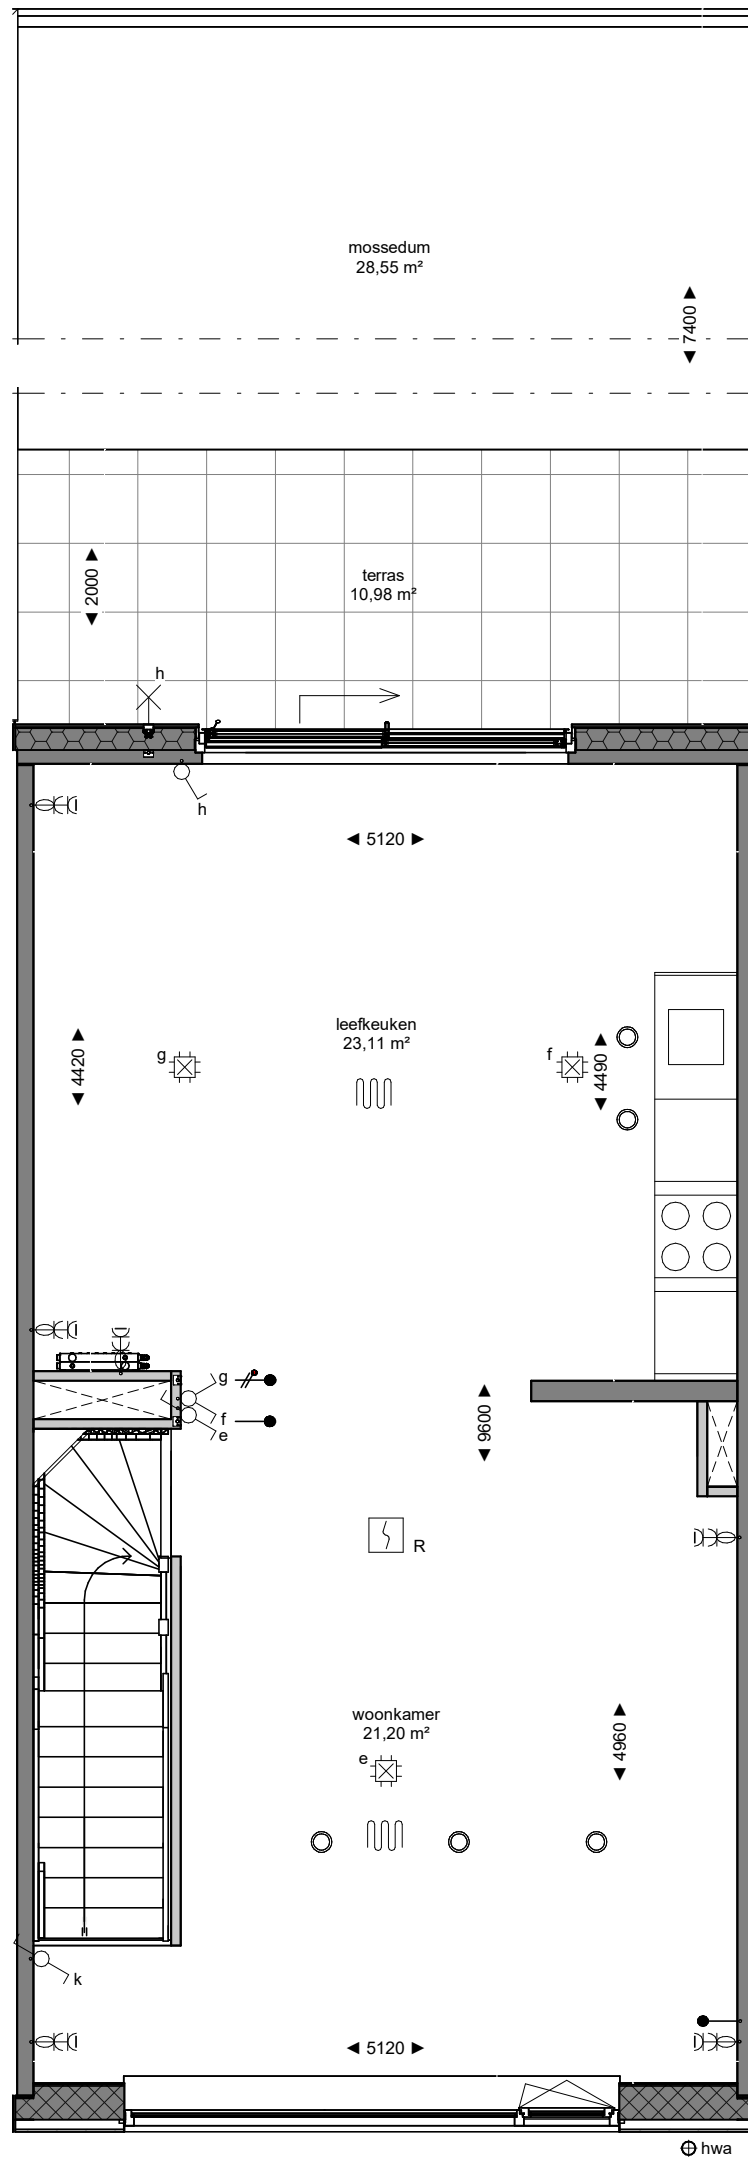 mossedum
28,55 m²
7400
terras
10,98 m²
2000
h
h
5120
leefkeuken
23,11 m²
g
f
4420
4490
g
f
e
9600
R
woonkamer
21,20 m²
e
4960
k
5120
hwa